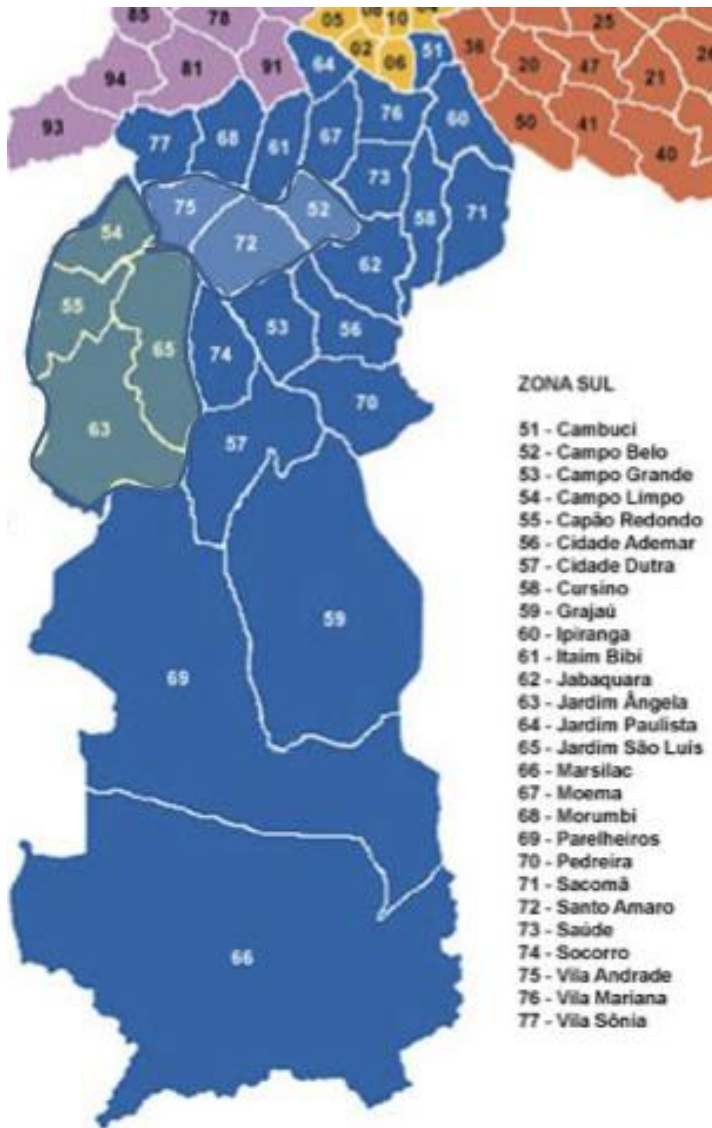 85
78
05
08
10
04
25
26
94
81
91
64
02
06
51
36
20
47
21
93
77
68
61
67
76
60
50
41
40
73
75
52
58
71
54
72
62
55
65
74
53
56
63
57
70
59
69
66
ZONA SUL
51 - Cambuci
52 - Campo Belo
53 - Campo Grande
54 - Campo Limpo
55 - Capão Redondo
56 - Cidade Ademar
57 - Cidade Dutra
58 - Cursino
59 - Grajaú
60 - Ipiranga
61 - Itaim Bibi
62 - Jabaquara
63 - Jardim Ângela
64 - Jardim Paulista
65 - Jardim São Luis
66 - Marsilac
67 - Moema
68 - Morumbi
69 - Parelheiros
70 - Pedreira
71 - Sacomã
72 - Santo Amaro
73 - Saúde
74 - Socorro
75 - Vila Andrade
76 - Vila Mariana
77 - Vila Sônia